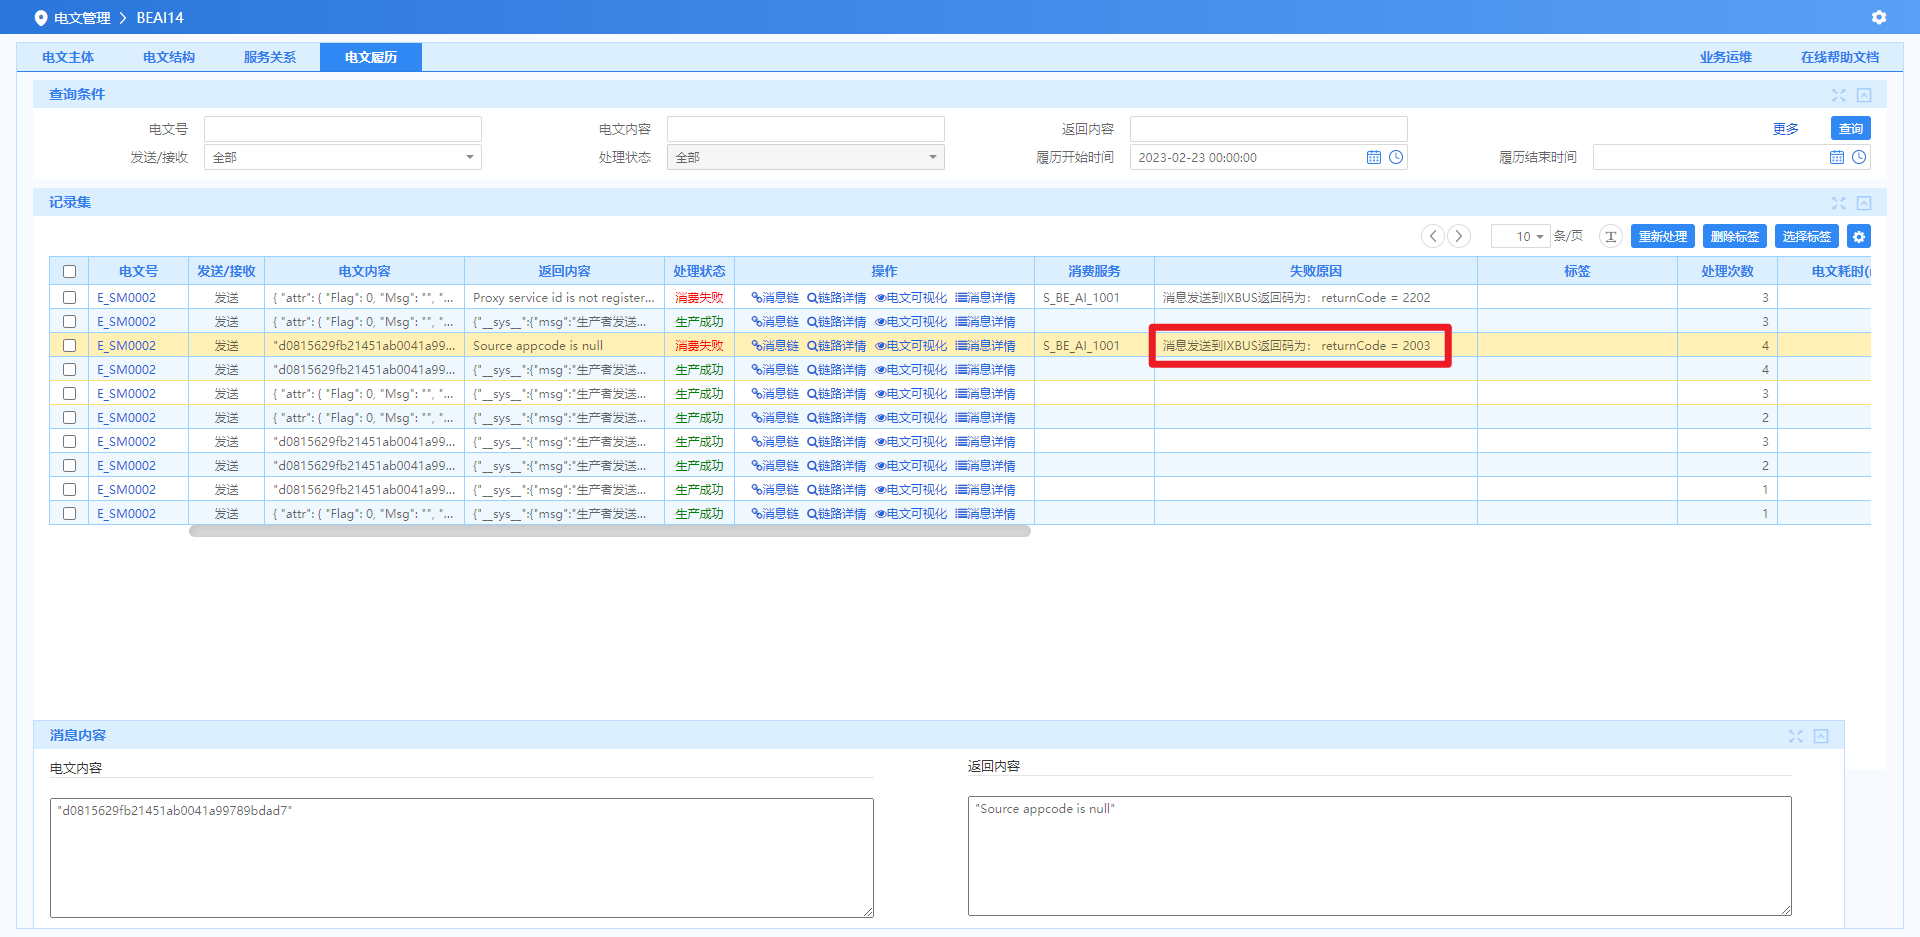 电文管理 > BEAI14
电文主体 电文结构 服务关系 电文履历 业务运维 在线帮助文档
查询条件
电文号 电文内容 返回内容 更多 查询
发送/接收 全部 处理状态 全部 履历开始时间 2023-02-23 00:00:00 履历结束时间
记录集
10 条/页 T 重新处理 删除标签 选择标签
电文号 发送/接收 电文内容 返回内容 处理状态 操作 消费服务 失败原因 标签 处理次数 电文耗时(
E_SM0002 发送 { "attr": { "Flag": 0, "Msg": "", "... Proxy service id is not register... 消费失败 消息链 链路详情 电文可视化 消息详情 S_BE_AI_1001 消息发送到IXBUS返回码为： returnCode = 2202 3
E_SM0002 发送 { "attr": { "Flag": 0, "Msg": "", "... {"__sys__":{"msg":"生产者发送... 生产成功 消息链 链路详情 电文可视化 消息详情 3
E_SM0002 发送 "d0815629fb21451ab0041a99... Source appcode is null 消费失败 消息链 链路详情 电文可视化 消息详情 S_BE_AI_1001 消息发送到IXBUS返回码为： returnCode = 2003 4
E_SM0002 发送 "d0815629fb21451ab0041a99... {"__sys__":{"msg":"生产者发送... 生产成功 消息链 链路详情 电文可视化 消息详情 4
E_SM0002 发送 { "attr": { "Flag": 0, "Msg": "", "... {"__sys__":{"msg":"生产者发送... 生产成功 消息链 链路详情 电文可视化 消息详情 3
E_SM0002 发送 { "attr": { "Flag": 0, "Msg": "", "... {"__sys__":{"msg":"生产者发送... 生产成功 消息链 链路详情 电文可视化 消息详情 2
E_SM0002 发送 "d0815629fb21451ab0041a99... {"__sys__":{"msg":"生产者发送... 生产成功 消息链 链路详情 电文可视化 消息详情 3
E_SM0002 发送 "d0815629fb21451ab0041a99... {"__sys__":{"msg":"生产者发送... 生产成功 消息链 链路详情 电文可视化 消息详情 2
E_SM0002 发送 "d0815629fb21451ab0041a99... {"__sys__":{"msg":"生产者发送... 生产成功 消息链 链路详情 电文可视化 消息详情 1
E_SM0002 发送 { "attr": { "Flag": 0, "Msg": "", "... {"__sys__":{"msg":"生产者发送... 生产成功 消息链 链路详情 电文可视化 消息详情 1
消息内容
电文内容 返回内容
"d0815629fb21451ab0041a99789bdad7" "Source appcode is null"